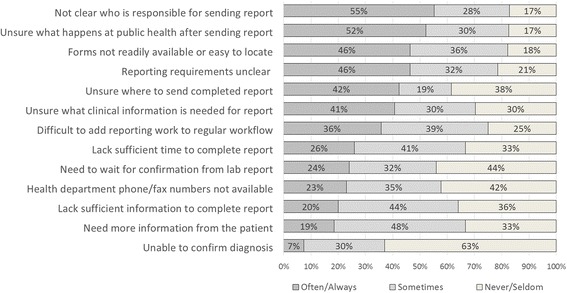 Not clear who is responsible for sending report 55% 28% 17%
Unsure what happens at public health after sending report 52% 30% 17%
Forms not readily available or easy to locate 46% 36% 18%
Reporting requirements unclear 46% 32% 21%
Unsure where to send completed report 42% 19% 38%
Unsure what clinical information is needed for report 41% 30% 30%
Difficult to add reporting work to regular workflow 36% 39% 25%
Lack sufficient time to complete report 26% 41% 33%
Need to wait for confirmation from lab report 24% 32% 44%
Health department phone/fax numbers not available 23% 35% 42%
Lack sufficient information to complete report 20% 44% 36%
Need more information from the patient 19% 48% 33%
Unable to confirm diagnosis 7% 30% 63%
0% 10% 20% 30% 40% 50% 60% 70% 80% 90% 100%
Often/Always Sometimes Never/Seldom